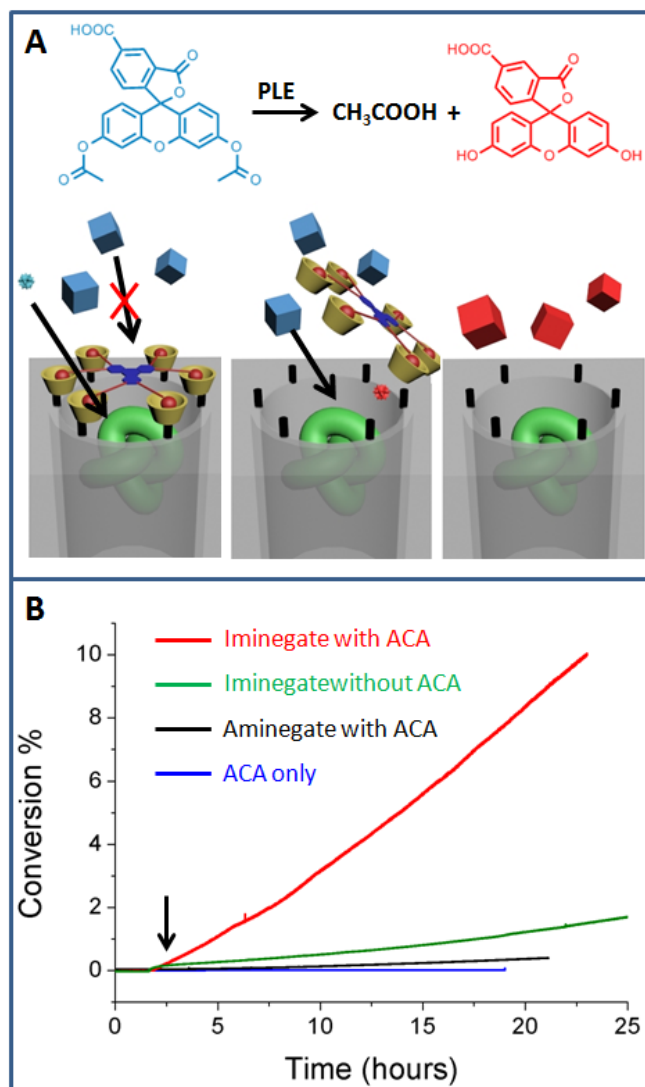 A
HOOC
O
O
PLE
CH₃COOH +
HOOC
O
O
O
O
O
O
O
HO
O
OH
B
Iminegate with ACA
Iminegatewithout ACA
Aminegate with ACA
ACA only
Conversion %
10
8
6
4
2
0
0 5 10 15 20 25
Time (hours)